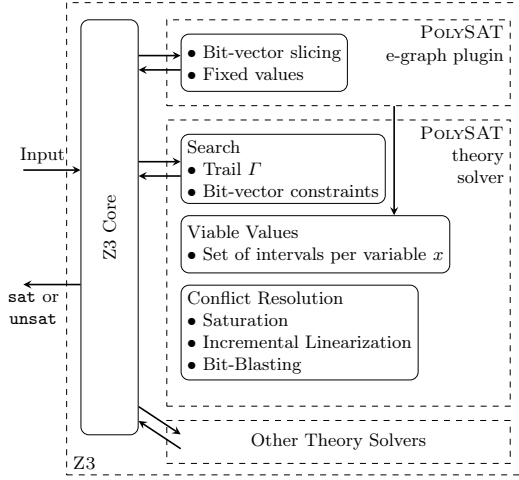 PolySAT
e-graph plugin
• Bit-vector slicing
• Fixed values
PolySAT
theory
solver
Search
• Trail Γ
• Bit-vector constraints
Input
Z3 Core
Viable Values
• Set of intervals per variable x
sat or
unsat
Conflict Resolution
• Saturation
• Incremental Linearization
• Bit-Blasting
Other Theory Solvers
Z3